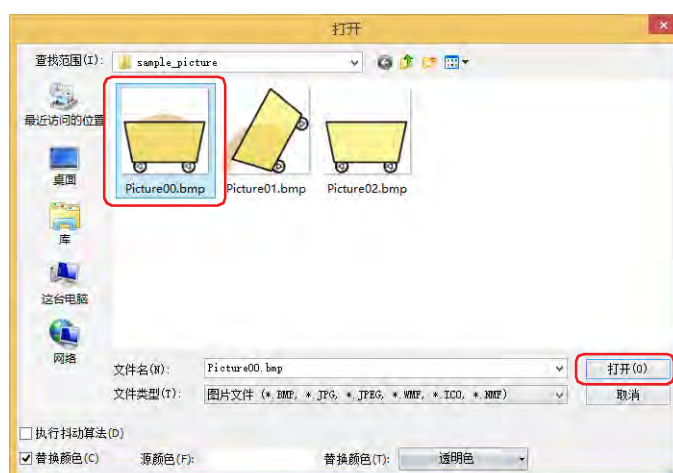 打开
查找范围(I): sample_picture
最近访问的位置
桌面
库
这台电脑
网络
Picture00.bmp Picture01.bmp Picture02.bmp
文件名(N): Picture00.bmp 打开(O)
文件类型(T): 图片文件 (*.BMP, *.JPG, *.JPEG, *.WMF, *.ICO, *.NMF) 取消
执行抖动算法(D)
替换颜色(C) 源颜色(F): 替换颜色(T): 透明色